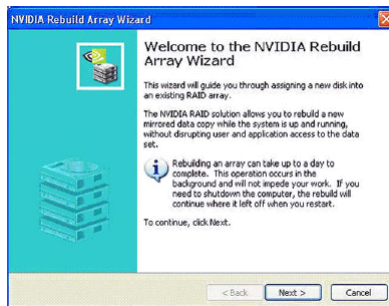 NVIDIA Rebuild Array Wizard
Welcome to the NVIDIA Rebuild
Array Wizard
This wizard will guide you through assigning a new disk into
an existing RAID array.
The NVIDIA RAID solution allows you to rebuild a new
mirrored data copy while the system is up and running,
without disrupting user and application access to the data
set.
Rebuilding an array can take up to a day to
complete. This operation occurs in the
background and will not impede your work. If you
need to shutdown the computer, the rebuild will
continue where it left off when you restart.
To continue, click Next.
< Back Next > Cancel